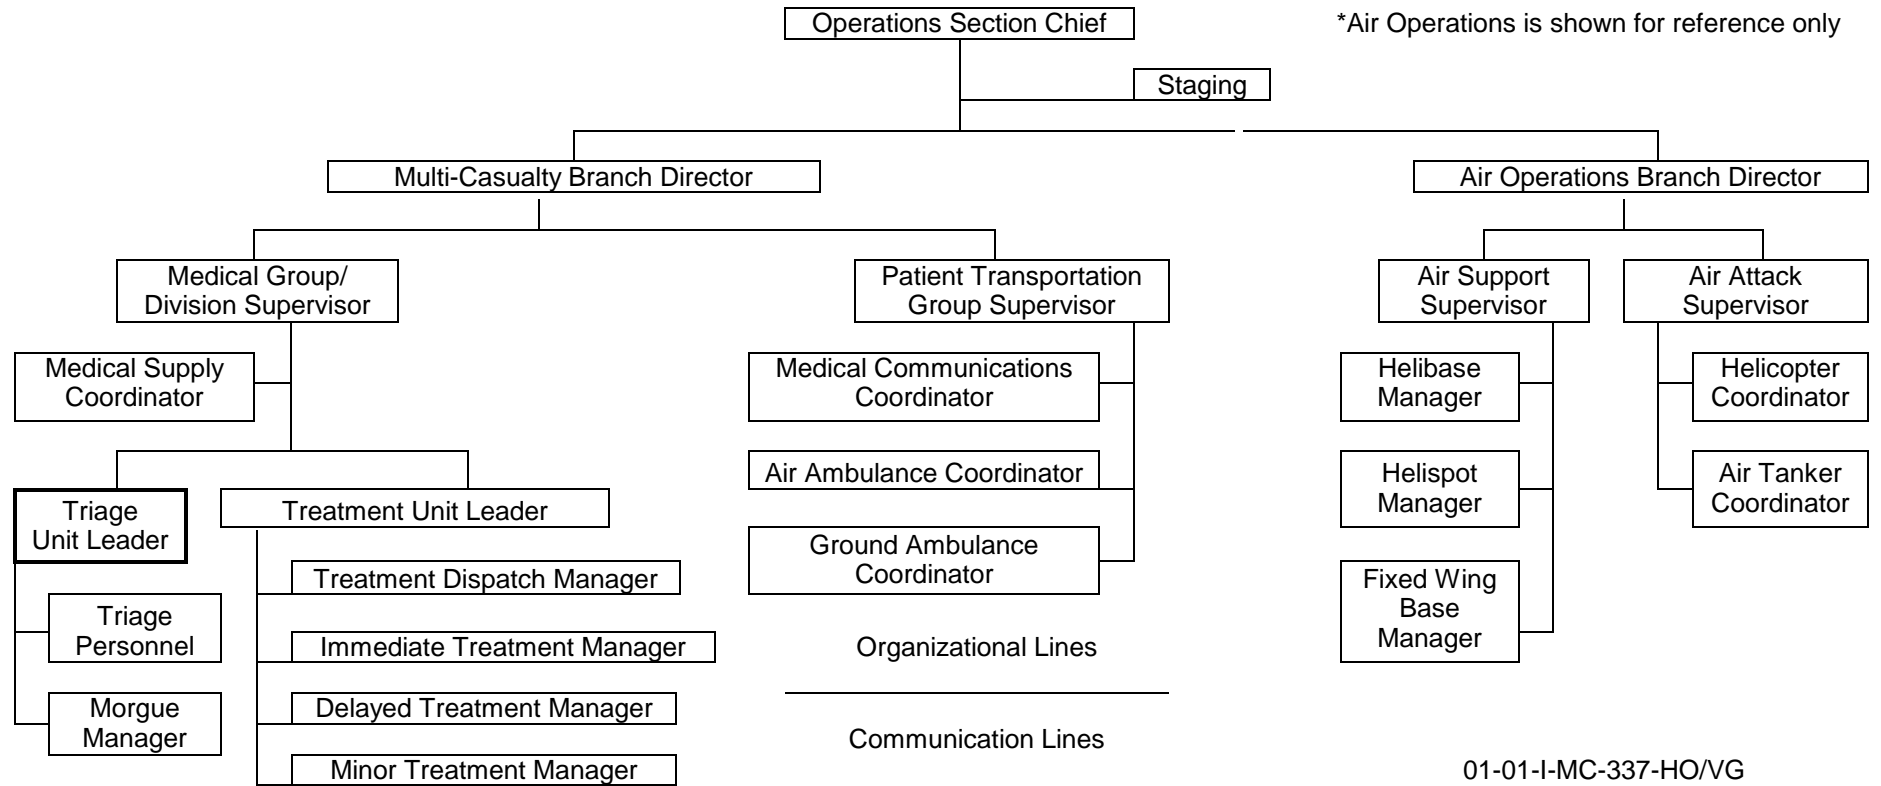 Operations Section Chief
*Air Operations is shown for reference only
Staging
Multi-Casualty Branch Director
Air Operations Branch Director
Medical Group/
Division Supervisor
Patient Transportation
Group Supervisor
Air Support
Supervisor
Air Attack
Supervisor
Medical Supply
Coordinator
Medical Communications
Coordinator
Helibase
Manager
Helicopter
Coordinator
Air Ambulance Coordinator
Helispot
Manager
Air Tanker
Coordinator
Triage
Unit Leader
Treatment Unit Leader
Ground Ambulance
Coordinator
Treatment Dispatch Manager
Fixed Wing
Base
Manager
Triage
Personnel
Immediate Treatment Manager
Organizational Lines
Morgue
Manager
Delayed Treatment Manager
Communication Lines
Minor Treatment Manager
01-01-I-MC-337-HO/VG